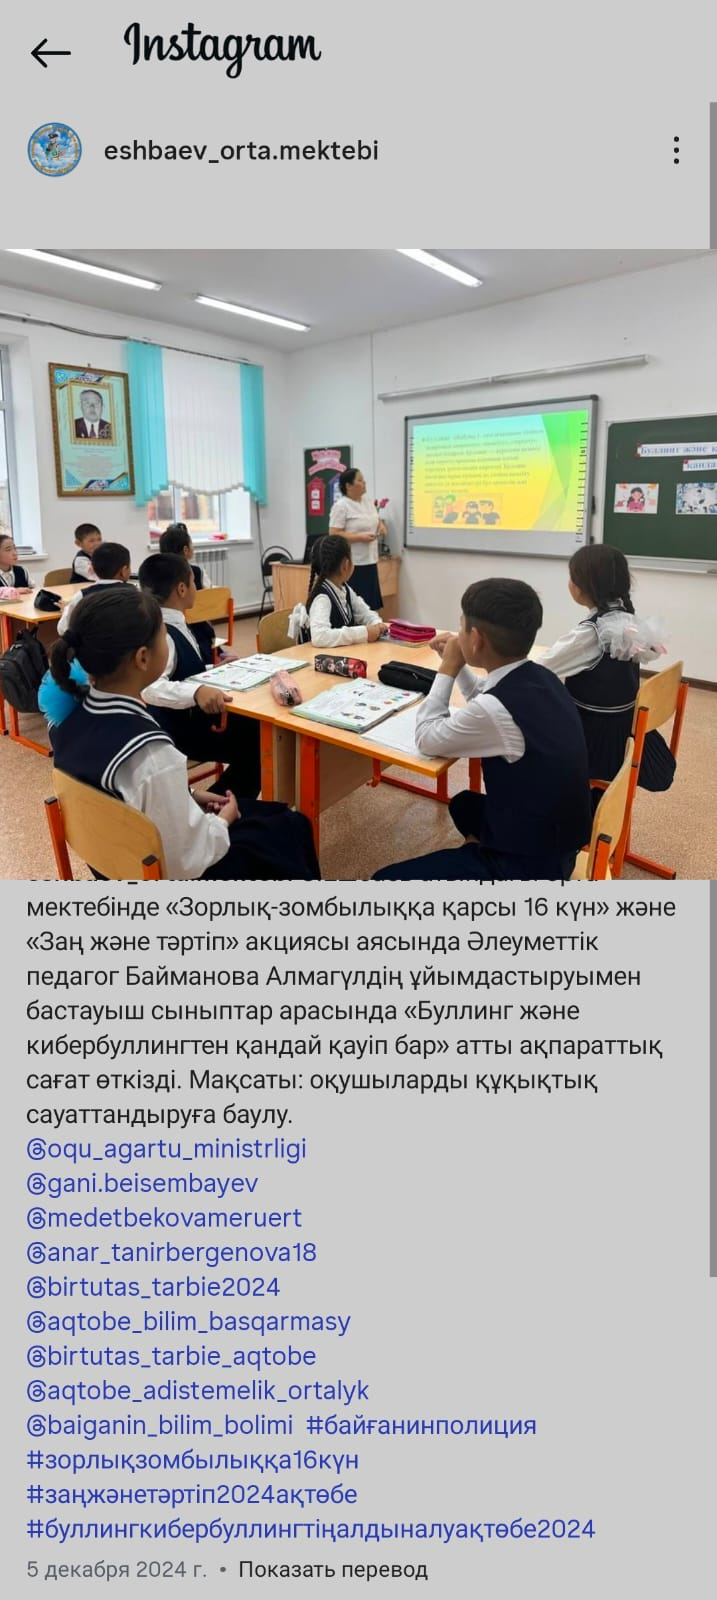 Instagram
eshbaev_orta.mektebi
Буллинг және
мектебінде «Зорлық-зомбылыққа қарсы 16 күн» және
«Заң және тәртіп» акциясы аясында Әлеуметтік
педагог Байманова Алмагүлдің ұйымдастыруымен
бастауыш сыныптар арасында «Буллинг және
кибербуллингтен қандай қауіп бар» атты ақпараттық
сағат өткізді. Мақсаты: оқушыларды құқықтық
сауаттандыруға баулу.
@oqu_agartu_ministrligi
@gani.beisembayev
@medetbekovameruert
@anar_tanirbergenova18
@birtutas_tarbie2024
@aqtobe_bilim_basqarmasy
@birtutas_tarbie_aqtobe
@aqtobe_adistemelik_ortalyk
@baiganin_bilim_bolimi #байғанинполиция
#зорлықзомбылыққа16күн
#заңжәнетәртіп2024ақтөбе
#буллингкибербуллингтіңалдыналуақтөбе2024
5 декабря 2024 г. • Показать перевод